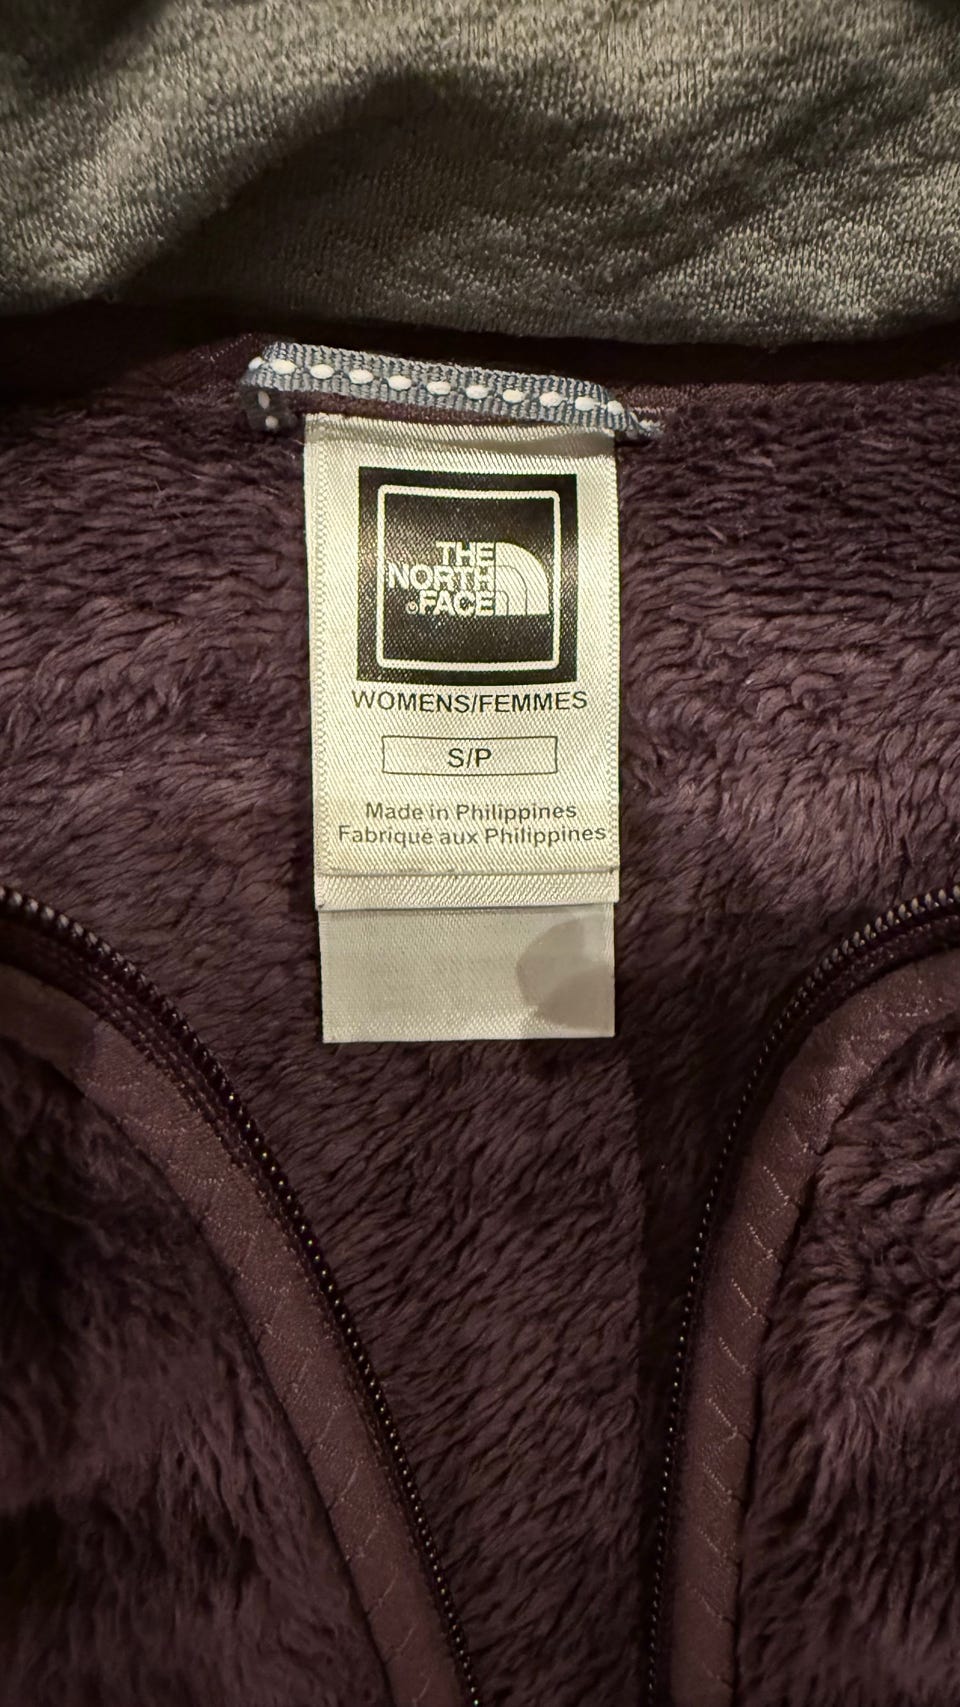 THE
NORTH
®FACE
WOMENS/FEMMES
S/P
Made in Philippines
Fabriqué aux Philippines